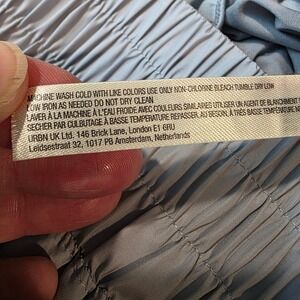 MACHINE WASH COLD WITH LIKE COLORS USE ONLY NON-CHLORINE BLEACH TUMBLE DRY LOW
LOW IRON AS NEEDED DO NOT DRY CLEAN
LAVER À LA MACHINE À L'EAU FROIDE AVEC COULEURS SIMILAIRES UTILISER UN AGENT DE BLANCHIMENT
SÉCHER PAR CULBUTAGE À BASSE TEMPÉRATURE REPASSER, AU BESOIN, À TRÈS BASSE
URBN UK Ltd. 146 Brick Lane, London E1 6RU
Leidsestraat 32, 1017 PB Amsterdam, Netherlands